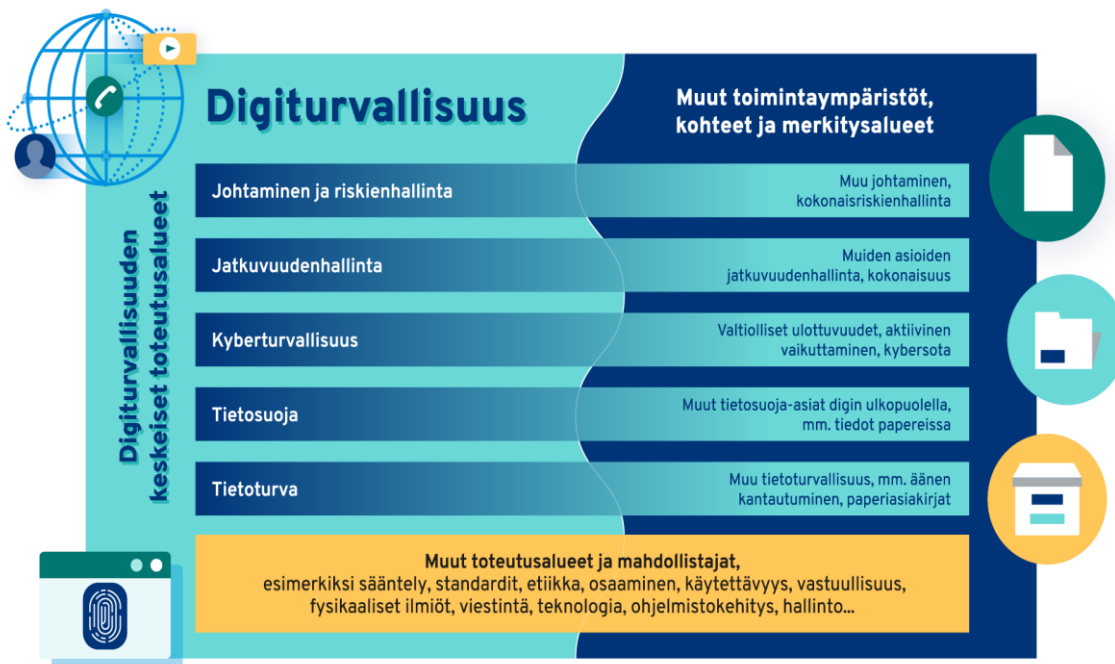 Digiturvallisuus
Muut toimintaympäristöt,
kohteet ja merkitysalueet
Digiturvallisuuden
keskeiset toteutusalueet
Johtaminen ja riskienhallinta
Muu johtaminen,
kokonaisriskienhallinta
Jatkuvuudenhallinta
Muiden asioiden
jatkuvuudenhallinta, kokonaisuus
Kyberturvallisuus
Valtiolliset ulottuvuudet, aktiivinen
vaikuttaminen, kybersota
Tietosuoja
Muut tietosuoja-asiat digin ulkopuolella,
mm. tiedot papereissa
Tietoturva
Muu tietoturvallisuus, mm. äänen
kantautuminen, paperiasiakirjat
Muut toteutusalueet ja mahdollistajat,
esimerkiksi sääntely, standardit, etiikka, osaaminen, käytettävyys, vastuullisuus,
fysikaaliset ilmiöt, viestintä, teknologia, ohjelmistokehitys, hallinto...